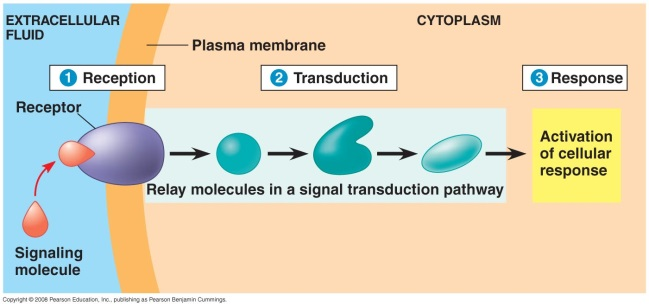 EXTRACELLULAR
FLUID
CYTOPLASM
Plasma membrane
1 Reception
2 Transduction
3 Response
Receptor
Activation
of cellular
response
Relay molecules in a signal transduction pathway
Signaling
molecule
Copyright © 2008 Pearson Education, Inc., publishing as Pearson Benjamin Cummings.